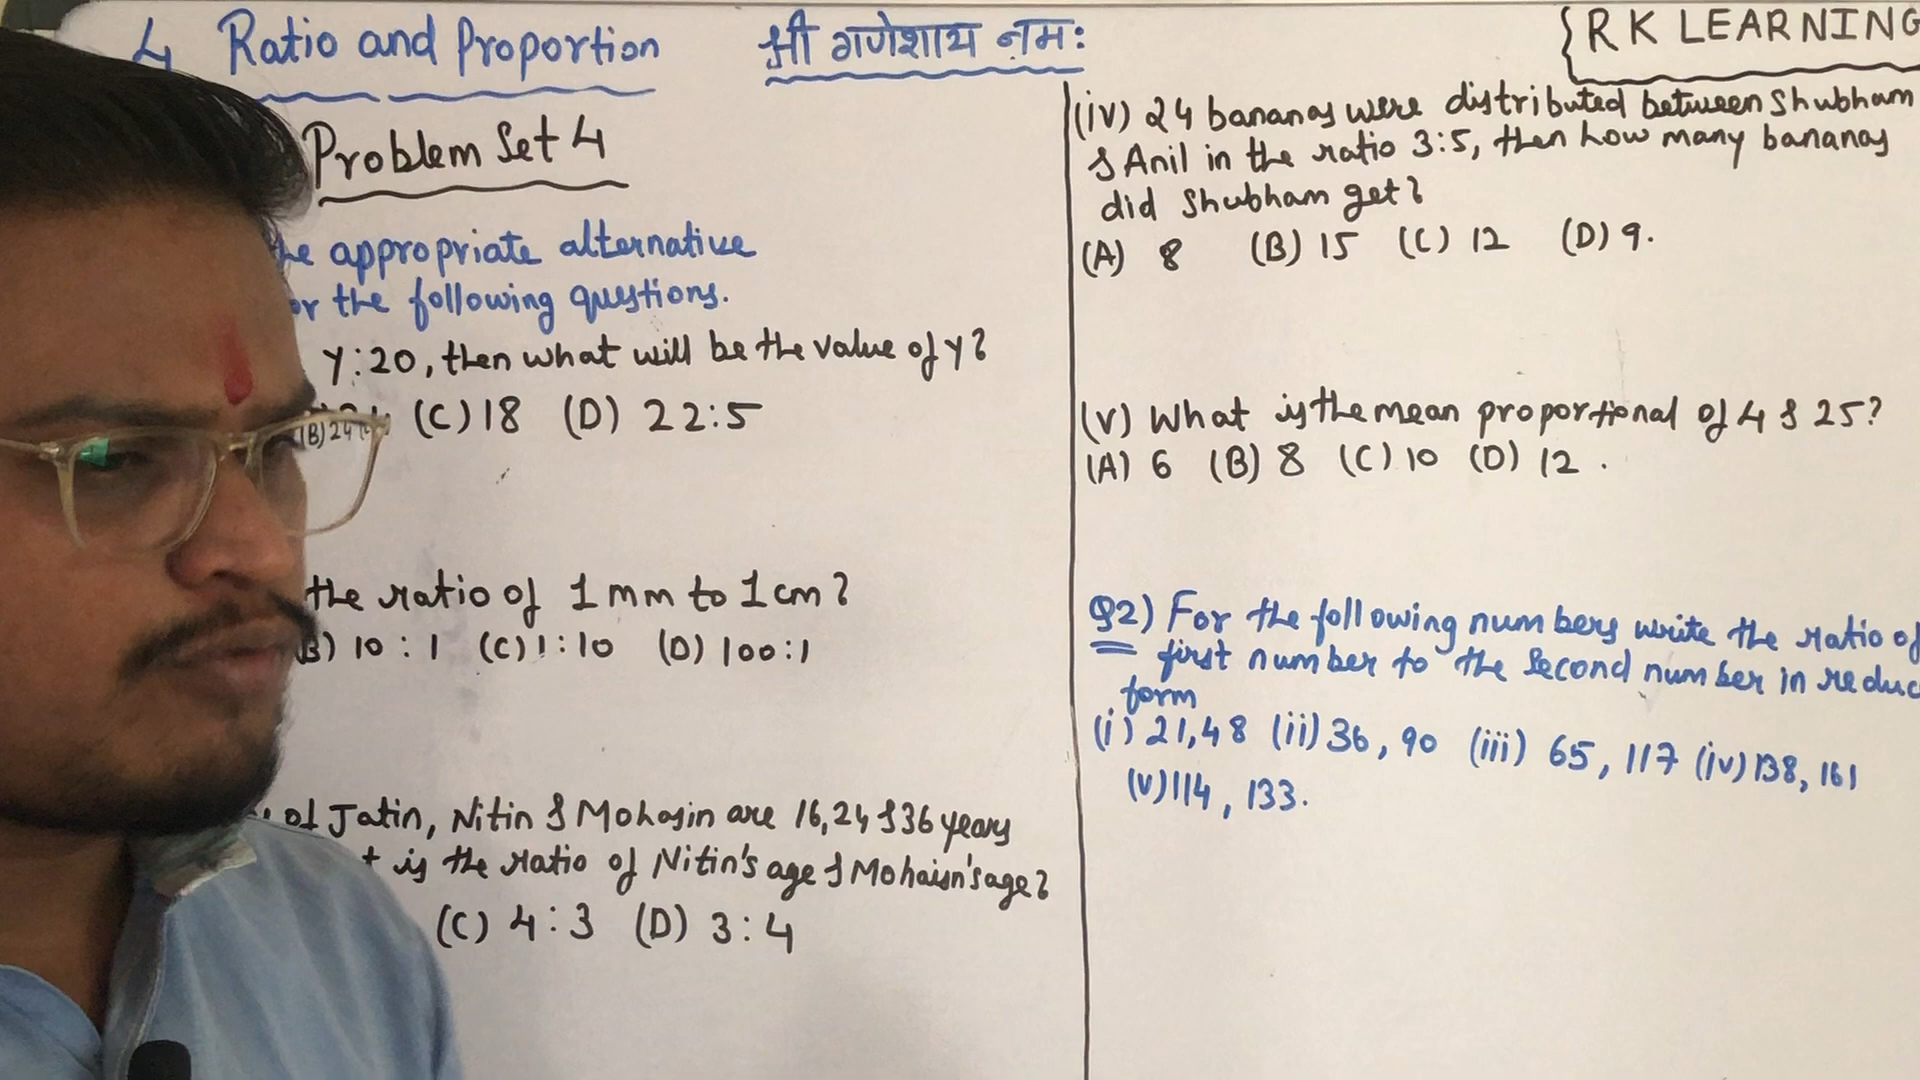 4 Ratio and Proportion
श्री गणेशाय नमः
{RK LEARNING
Problem Set 4
the appropriate alternative
for the following questions.
Y:20, then what will be the value of y?
(B) 24 (C) 18 (D) 22:5
the ratio of 1mm to 1cm?
B) 10 : 1 (C) 1:10 (D) 100:1
of Jatin, Nitin & Mohasin are 16,24 & 36 years
is the ratio of Nitin's age & Mohaisn's age?
(C) 4:3 (D) 3:4
(iv) 24 bananas were distributed between Shubham
& Anil in the ratio 3:5, then how many bananas
did Shubham get?
(A) 8 (B) 15 (C) 12 (D) 9.
(v) What is the mean proportional of 4 & 25?
(A) 6 (B) 8 (C) 10 (D) 12 .
Q2) For the following numbers write the ratio of
first number to the second number in reduc
form
(i) 21,48 (ii) 36, 90 (iii) 65, 117 (iv) 138, 161
(v) 114, 133.